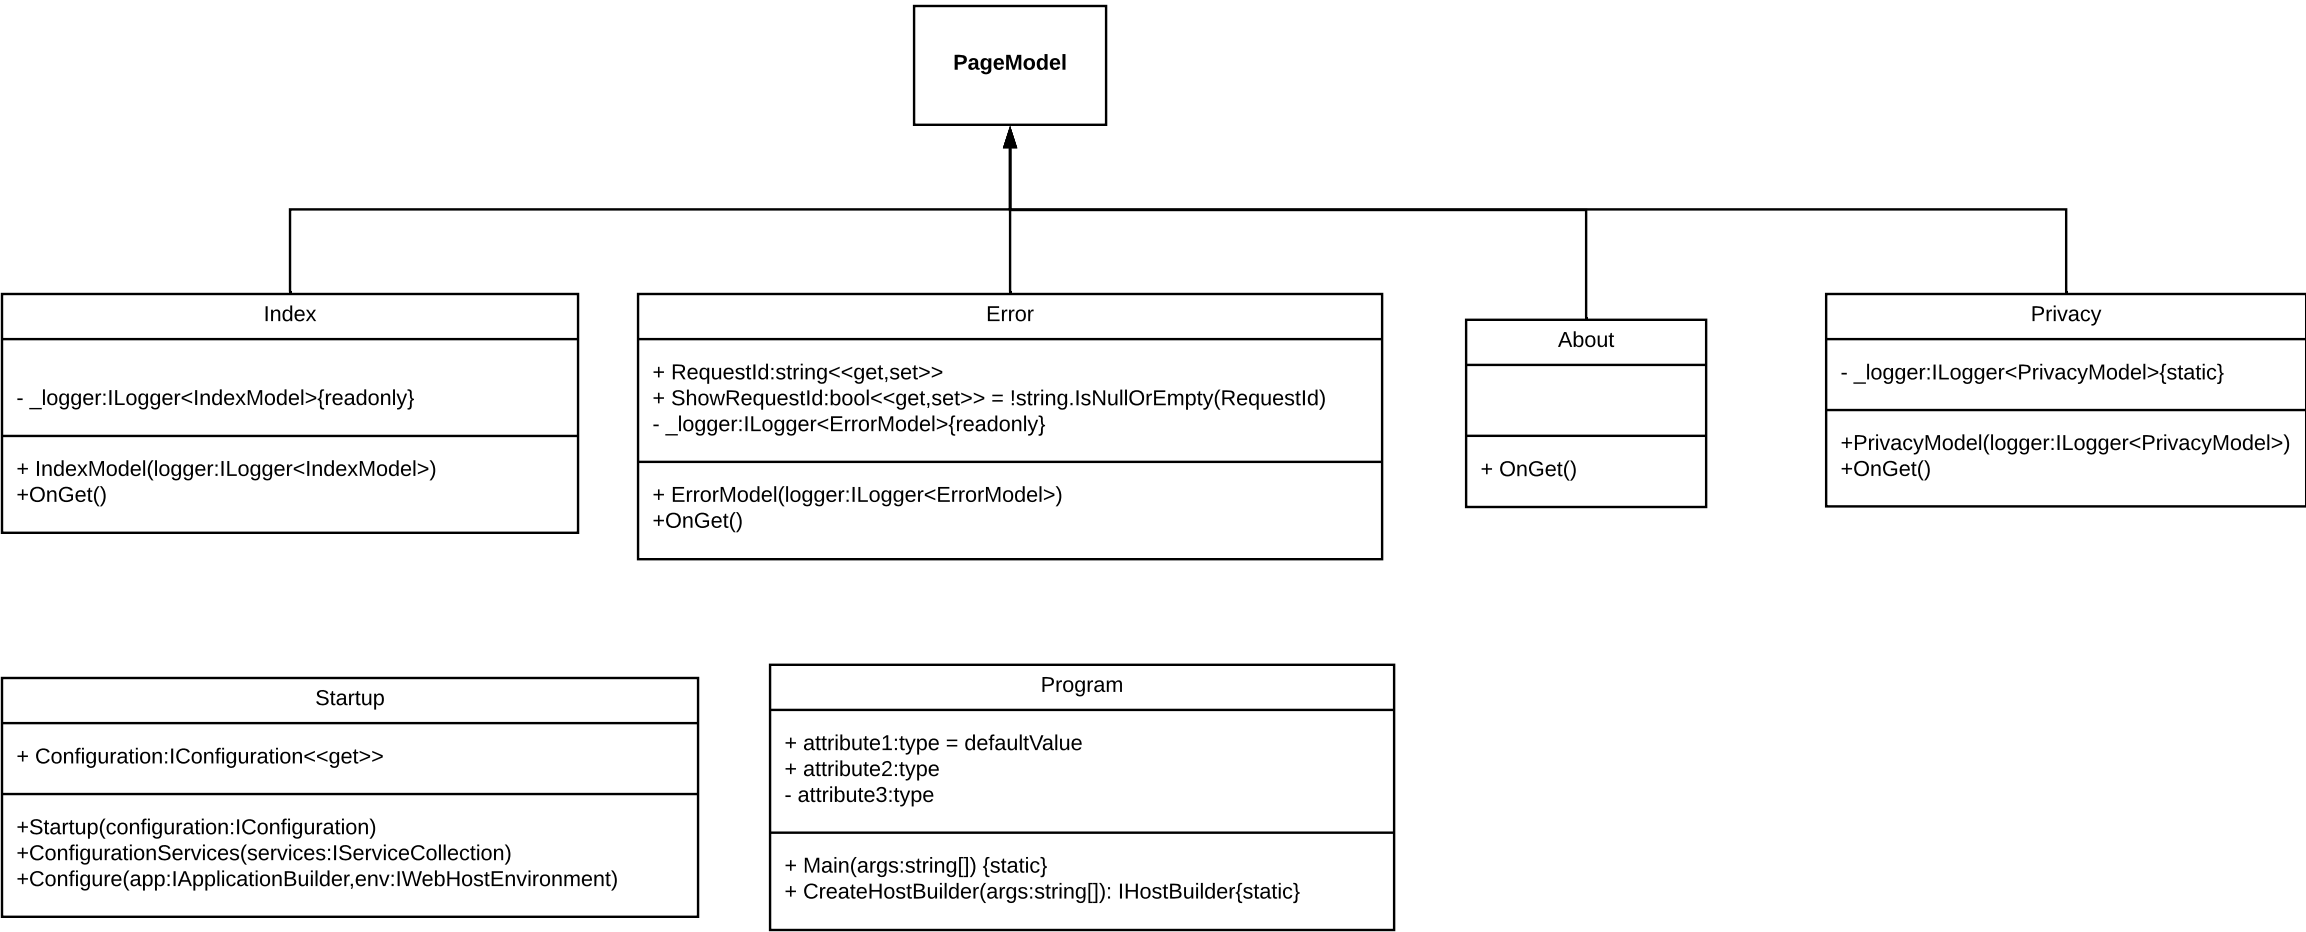 PageModel
Index
- _logger:ILogger<IndexModel>{readonly}
+ IndexModel(logger:ILogger<IndexModel>)
+OnGet()
Error
+ RequestId:string<<get,set>>
+ ShowRequestId:bool<<get,set>> = !string.IsNullOrEmpty(RequestId)
- _logger:ILogger<ErrorModel>{readonly}
+ ErrorModel(logger:ILogger<ErrorModel>)
+OnGet()
About
+ OnGet()
Privacy
- _logger:ILogger<PrivacyModel>{static}
+PrivacyModel(logger:ILogger<PrivacyModel>)
+OnGet()
Startup
+ Configuration:IConfiguration<<get>>
+Startup(configuration:IConfiguration)
+ConfigurationServices(services:IServiceCollection)
+Configure(app:IApplicationBuilder,env:IWebHostEnvironment)
Program
+ attribute1:type = defaultValue
+ attribute2:type
- attribute3:type
+ Main(args:string[]) {static}
+ CreateHostBuilder(args:string[]): IHostBuilder{static}